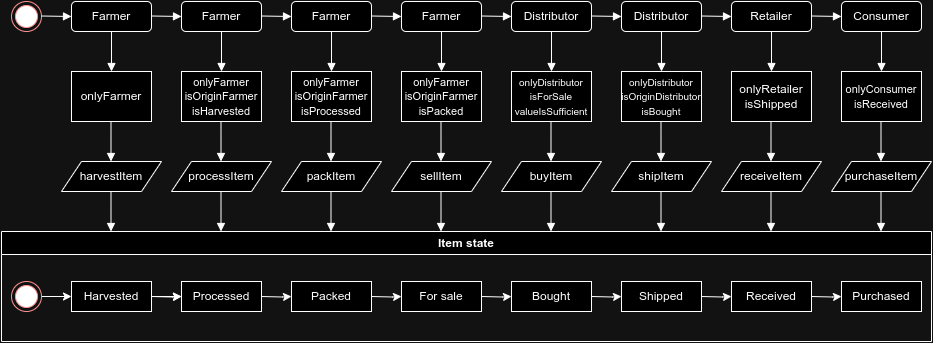 Farmer
Farmer
Farmer
Farmer
Distributor
Distributor
Retailer
Consumer
onlyFarmer
onlyFarmer
isOriginFarmer
isHarvested
onlyFarmer
isOriginFarmer
isProcessed
onlyFarmer
isOriginFarmer
isPacked
onlyDistributor
isForSale
valueIsSufficient
onlyDistributor
isOriginDistributor
isBought
onlyRetailer
isShipped
onlyConsumer
isReceived
harvestItem
processItem
packItem
sellItem
buyItem
shipItem
receiveItem
purchaseItem
Item state
Harvested
Processed
Packed
For sale
Bought
Shipped
Received
Purchased